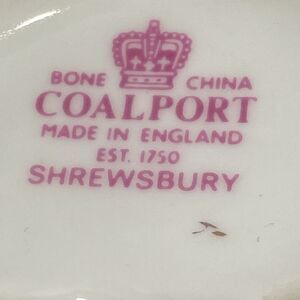 BONE CHINA
COALPORT
MADE IN ENGLAND
EST. 1750
SHREWSBURY